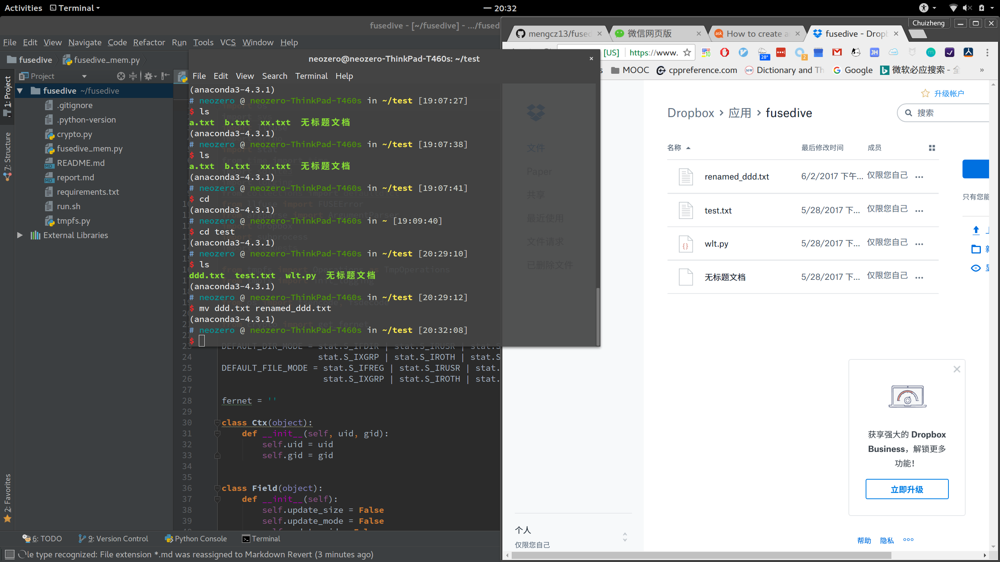 Activities Terminal
20:32
fusedive - [~/fusedive] - .../fused
File Edit View Navigate Code Refactor Run Tools VCS Window Help
fusedive fusedive_mem.py
Project
1: Project
7: Structure
2: Favorites
fusedive ~/fusedive
.gitignore
.python-version
crypto.py
fusedive_mem.py
README.md
report.md
requirements.txt
run.sh
tmpfs.py
External Libraries
neozero@neozero-ThinkPad-T460s: ~/test
File Edit View Search Terminal Help
(anaconda3-4.3.1)
# neozero @ neozero-ThinkPad-T460s in ~/test [19:07:27]
$ ls
a.txt b.txt xx.txt 无标题文档
(anaconda3-4.3.1)
# neozero @ neozero-ThinkPad-T460s in ~/test [19:07:38]
$ ls
a.txt b.txt xx.txt 无标题文档
(anaconda3-4.3.1)
# neozero @ neozero-ThinkPad-T460s in ~/test [19:07:41]
$ cd
(anaconda3-4.3.1)
# neozero @ neozero-ThinkPad-T460s in ~ [19:09:40]
$ cd test
(anaconda3-4.3.1)
# neozero @ neozero-ThinkPad-T460s in ~/test [20:29:10]
$ ls
ddd.txt test.txt wlt.py 无标题文档
(anaconda3-4.3.1)
# neozero @ neozero-ThinkPad-T460s in ~/test [20:29:12]
$ mv ddd.txt renamed_ddd.txt
(anaconda3-4.3.1)
# neozero @ neozero-ThinkPad-T460s in ~/test [20:32:08]
$
文件
Paper
共享
最近使用
文件请求
已删除文件
23 DEFAULT_DIR_MODE = stat.S_IFDIR | stat.S_IRUSR | stat.S
24 stat.S_IXGRP | stat.S_IROTH | stat.S
25 DEFAULT_FILE_MODE = stat.S_IFREG | stat.S_IRUSR | stat.
26 stat.S_IXGRP | stat.S_IROTH | stat.
27
28 fernet = ''
29
30 class Ctx(object):
31 def __init__(self, uid, gid):
32 self.uid = uid
33 self.gid = gid
34
35
36 class Field(object):
37 def __init__(self):
38 self.update_size = False
39 self.update_mode = False
6: TODO 9: Version Control Python Console Terminal
le type recognized: File extension *.md was reassigned to Markdown Revert (3 minutes ago)
Chuizheng
mengcz13/fused 微信网页版 How to create a fusedive - Dropb
[US] https://www.
10 28° 2 JH
MOOC cppreference.com Dictionary and Th Google 微软必应搜索 - 全 »
升级帐户
Dropbox > 应用 > fusedive
搜索
名称 最后修改时间 成员
renamed_ddd.txt 6/2/2017 下午... 仅限您自己 ...
test.txt 5/28/2017 下... 仅限您自己 ...
wlt.py 5/28/2017 下... 仅限您自己 ...
无标题文档 5/28/2017 下... 仅限您自己 ...
只有您能
获享强大的 Dropbox
Business，解锁更多
功能！
立即升级
个人
仅限您自己
帮助 隐私